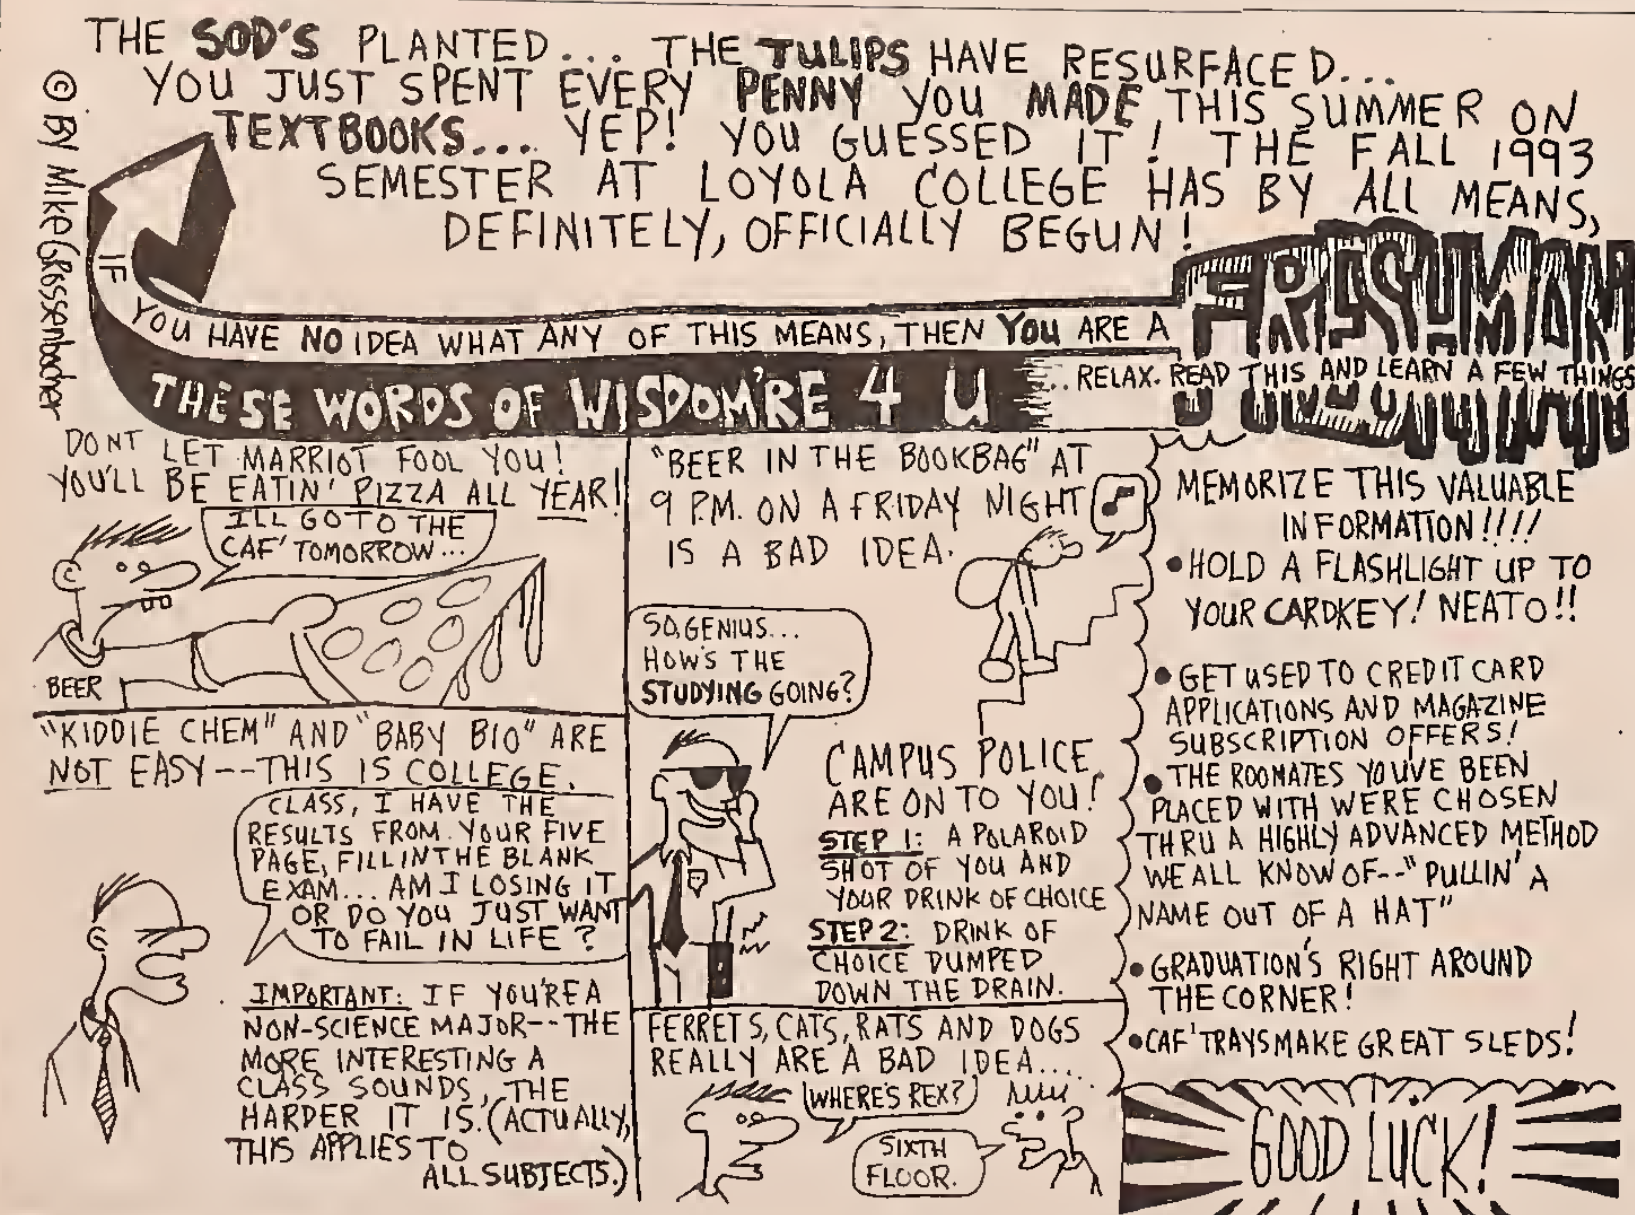 THE SOD'S PLANTED... THE TULIPS HAVE RESURFACED...
YOU JUST SPENT EVERY PENNY YOU MADE THIS SUMMER ON
TEXTBOOKS... YEP! YOU GUESSED IT! THE FALL 1993
SEMESTER AT LOYOLA COLLEGE HAS BY ALL MEANS,
DEFINITELY, OFFICIALLY BEGUN!
© BY MIKE GROSSENBACHER
IF YOU HAVE NO IDEA WHAT ANY OF THIS MEANS, THEN YOU ARE A
FRESHMAN
THESE WORDS OF WISDOM'RE 4 U
... RELAX. READ THIS AND LEARN A FEW THINGS
DONT LET MARRIOT FOOL YOU!
YOU'LL BE EATIN' PIZZA ALL YEAR!
I'LL GO TO THE
CAF' TOMORROW...
BEER
"KIDDIE CHEM" AND "BABY BIO" ARE
NOT EASY--THIS IS COLLEGE.
CLASS, I HAVE THE
RESULTS FROM YOUR FIVE
PAGE, FILL IN THE BLANK
EXAM... AM I LOSING IT
OR DO YOU JUST WANT
TO FAIL IN LIFE?
IMPORTANT: IF YOU'RE A
NON-SCIENCE MAJOR--THE
MORE INTERESTING A
CLASS SOUNDS, THE
HARDER IT IS. (ACTUALLY,
THIS APPLIES TO
ALL SUBJECTS.)
"BEER IN THE BOOKBAG" AT
9 P.M. ON A FRIDAY NIGHT
IS A BAD IDEA.
SO, GENIUS...
HOW'S THE
STUDYING GOING?
CAMPUS POLICE
ARE ON TO YOU!
STEP 1: A POLAROID
SHOT OF YOU AND
YOUR DRINK OF CHOICE
STEP 2: DRINK OF
CHOICE DUMPED
DOWN THE DRAIN.
FERRETS, CATS, RATS AND DOGS
REALLY ARE A BAD IDEA....
WHERE'S REX?
SIXTH
FLOOR.
MEMORIZE THIS VALUABLE
INFORMATION!!!!
• HOLD A FLASHLIGHT UP TO
YOUR CARDKEY! NEATO!!
• GET USED TO CREDIT CARD
APPLICATIONS AND MAGAZINE
SUBSCRIPTION OFFERS!
• THE ROOMATES YOUVE BEEN
PLACED WITH WERE CHOSEN
THRU A HIGHLY ADVANCED METHOD
WE ALL KNOW OF--"PULLIN' A
NAME OUT OF A HAT"
• GRADUATION'S RIGHT AROUND
THE CORNER!
• CAF' TRAYS MAKE GREAT SLEDS!
GOOD LUCK!